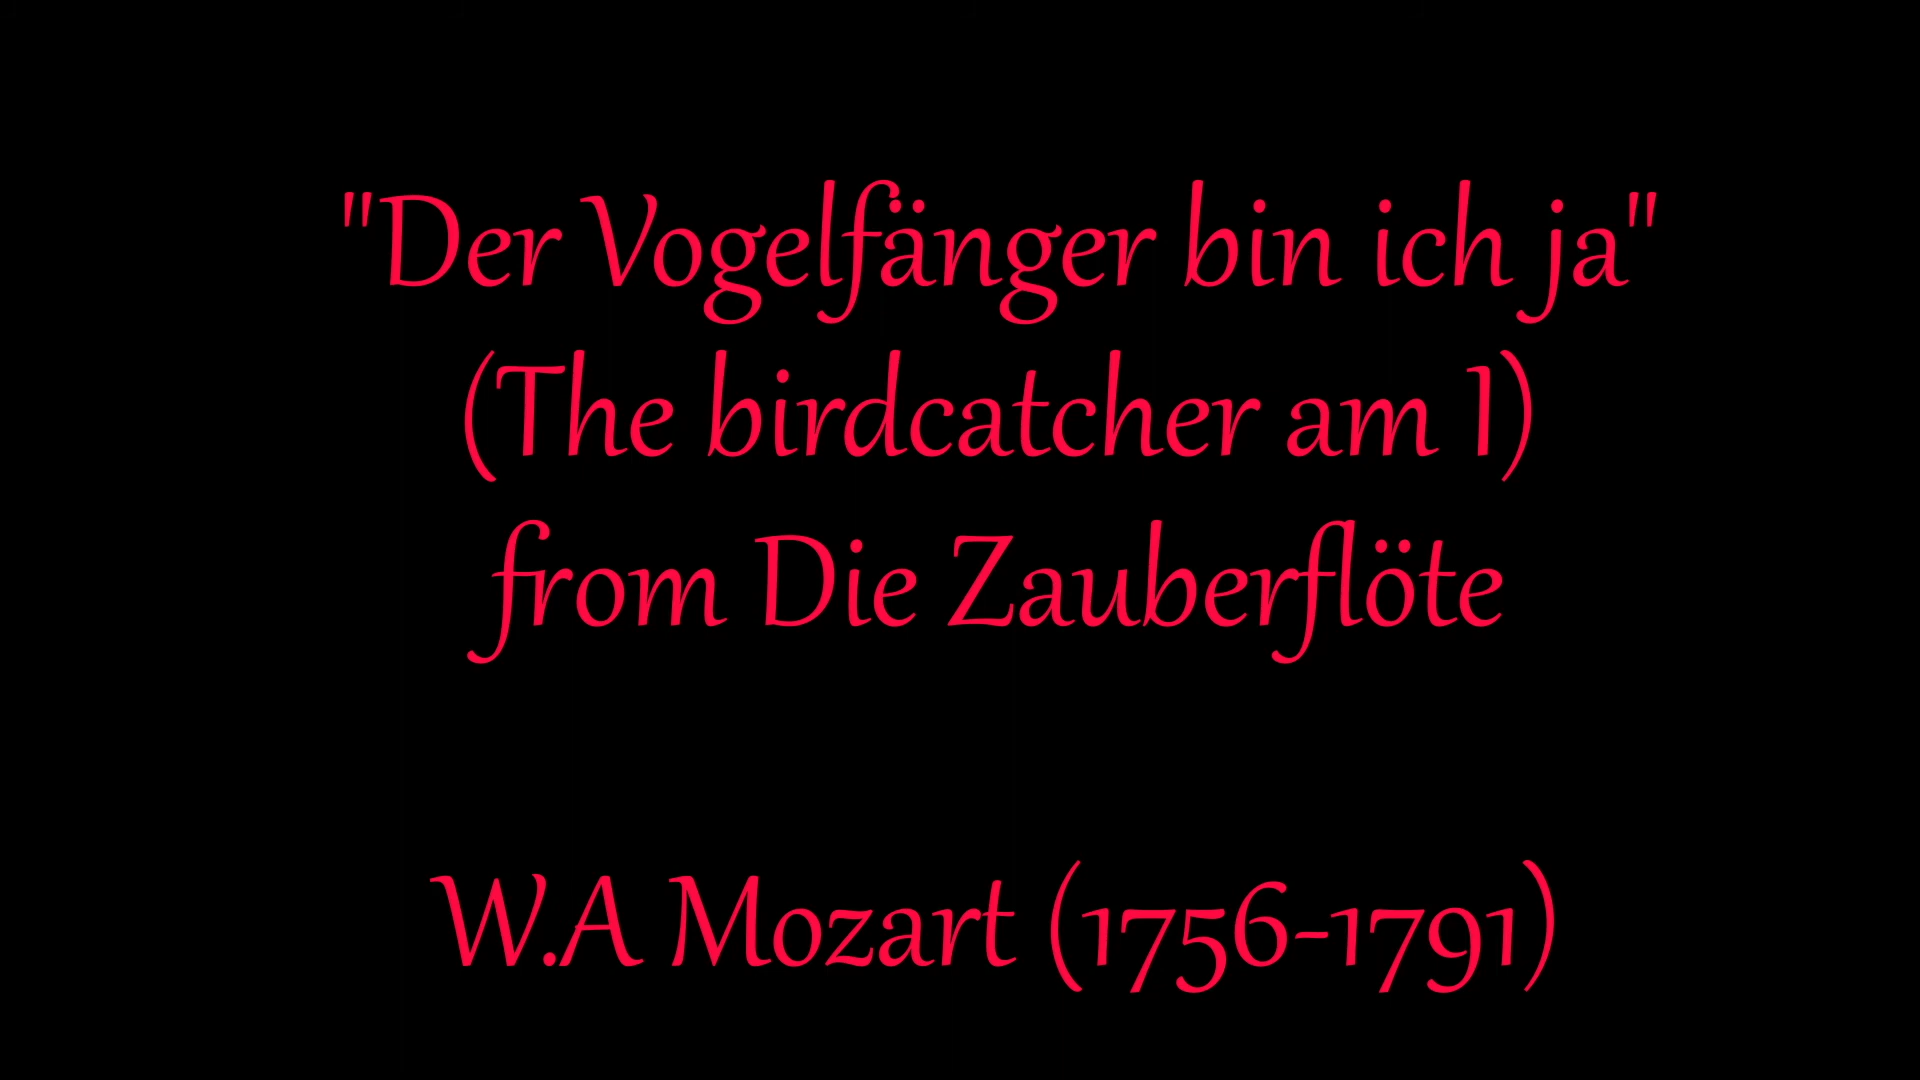 "Der Vogelfänger bin ich ja"
(The birdcatcher am I)
from Die Zauberflöte
W.A Mozart (1756-1791)